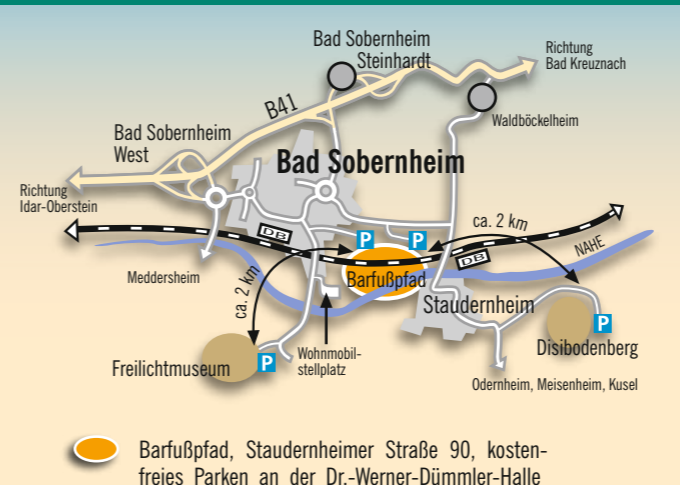 Bad Sobernheim
Steinhardt
Richtung
Bad Kreuznach
B41
Waldböckelheim
Bad Sobernheim
West
Bad Sobernheim
Richtung
Idar-Oberstein
DB
P
P
ca. 2 km
DB
NAHE
Meddersheim
ca. 2 km
Barfußpfad
Staudernheim
P
Disibodenberg
Freilichtmuseum
P
Wohnmobil-
stellplatz
Odernheim, Meisenheim, Kusel
Barfußpfad, Staudernheimer Straße 90, kosten-
freies Parken an der Dr.-Werner-Dümmler-Halle